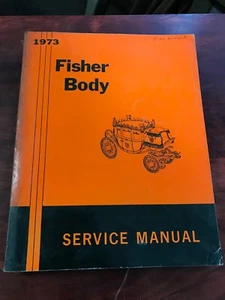 1973
Fisher
Body
SERVICE MANUAL